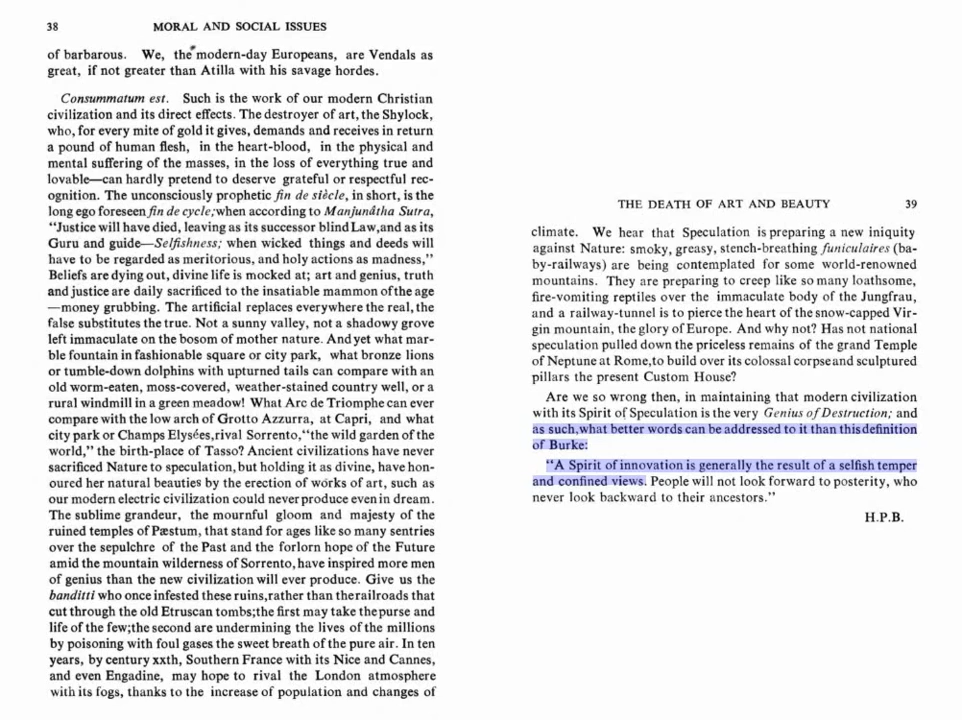 38 MORAL AND SOCIAL ISSUES
of barbarous. We, the modern-day Europeans, are Vendals as
great, if not greater than Atilla with his savage hordes.
Consummatum est. Such is the work of our modern Christian
civilization and its direct effects. The destroyer of art, the Shylock,
who, for every mite of gold it gives, demands and receives in return
a pound of human flesh, in the heart-blood, in the physical and
mental suffering of the masses, in the loss of everything true and
lovable—can hardly pretend to deserve grateful or respectful rec-
ognition. The unconsciously prophetic fin de siècle, in short, is the
long ego foreseen fin de cycle;when according to Manjunâtha Sutra,
“Justice will have died, leaving as its successor blind Law,and as its
Guru and guide—Selfishness; when wicked things and deeds will
have to be regarded as meritorious, and holy actions as madness,”
Beliefs are dying out, divine life is mocked at; art and genius, truth
and justice are daily sacrificed to the insatiable mammon of the age
—money grubbing. The artificial replaces everywhere the real, the
false substitutes the true. Not a sunny valley, not a shadowy grove
left immaculate on the bosom of mother nature. And yet what mar-
ble fountain in fashionable square or city park, what bronze lions
or tumble-down dolphins with upturned tails can compare with an
old worm-eaten, moss-covered, weather-stained country well, or a
rural windmill in a green meadow! What Arc de Triomphe can ever
compare with the low arch of Grotto Azzurra, at Capri, and what
city park or Champs Elysées,rival Sorrento,“the wild garden of the
world,” the birth-place of Tasso? Ancient civilizations have never
sacrificed Nature to speculation,but holding it as divine, have hon-
oured her natural beauties by the erection of works of art, such as
our modern electric civilization could never produce even in dream.
The sublime grandeur, the mournful gloom and majesty of the
ruined temples of Pæstum, that stand for ages like so many sentries
over the sepulchre of the Past and the forlorn hope of the Future
amid the mountain wilderness of Sorrento,have inspired more men
of genius than the new civilization will ever produce. Give us the
banditti who once infested these ruins,rather than the railroads that
cut through the old Etruscan tombs;the first may take the purse and
life of the few;the second are undermining the lives of the millions
by poisoning with foul gases the sweet breath of the pure air. In ten
years, by century xxth, Southern France with its Nice and Cannes,
and even Engadine, may hope to rival the London atmosphere
with its fogs, thanks to the increase of population and changes of
THE DEATH OF ART AND BEAUTY 39
climate. We hear that Speculation is preparing a new iniquity
against Nature: smoky, greasy, stench-breathing funiculaires (ba-
by-railways) are being contemplated for some world-renowned
mountains. They are preparing to creep like so many loathsome,
fire-vomiting reptiles over the immaculate body of the Jungfrau,
and a railway-tunnel is to pierce the heart of the snow-capped Vir-
gin mountain, the glory of Europe. And why not? Has not national
speculation pulled down the priceless remains of the grand Temple
of Neptune at Rome,to build over its colossal corpse and sculptured
pillars the present Custom House?
Are we so wrong then, in maintaining that modern civilization
with its Spirit of Speculation is the very Genius of Destruction; and
as such,what better words can be addressed to it than this definition
of Burke:
“A Spirit of innovation is generally the result of a selfish temper
and confined views. People will not look forward to posterity, who
never look backward to their ancestors.”
H.P.B.